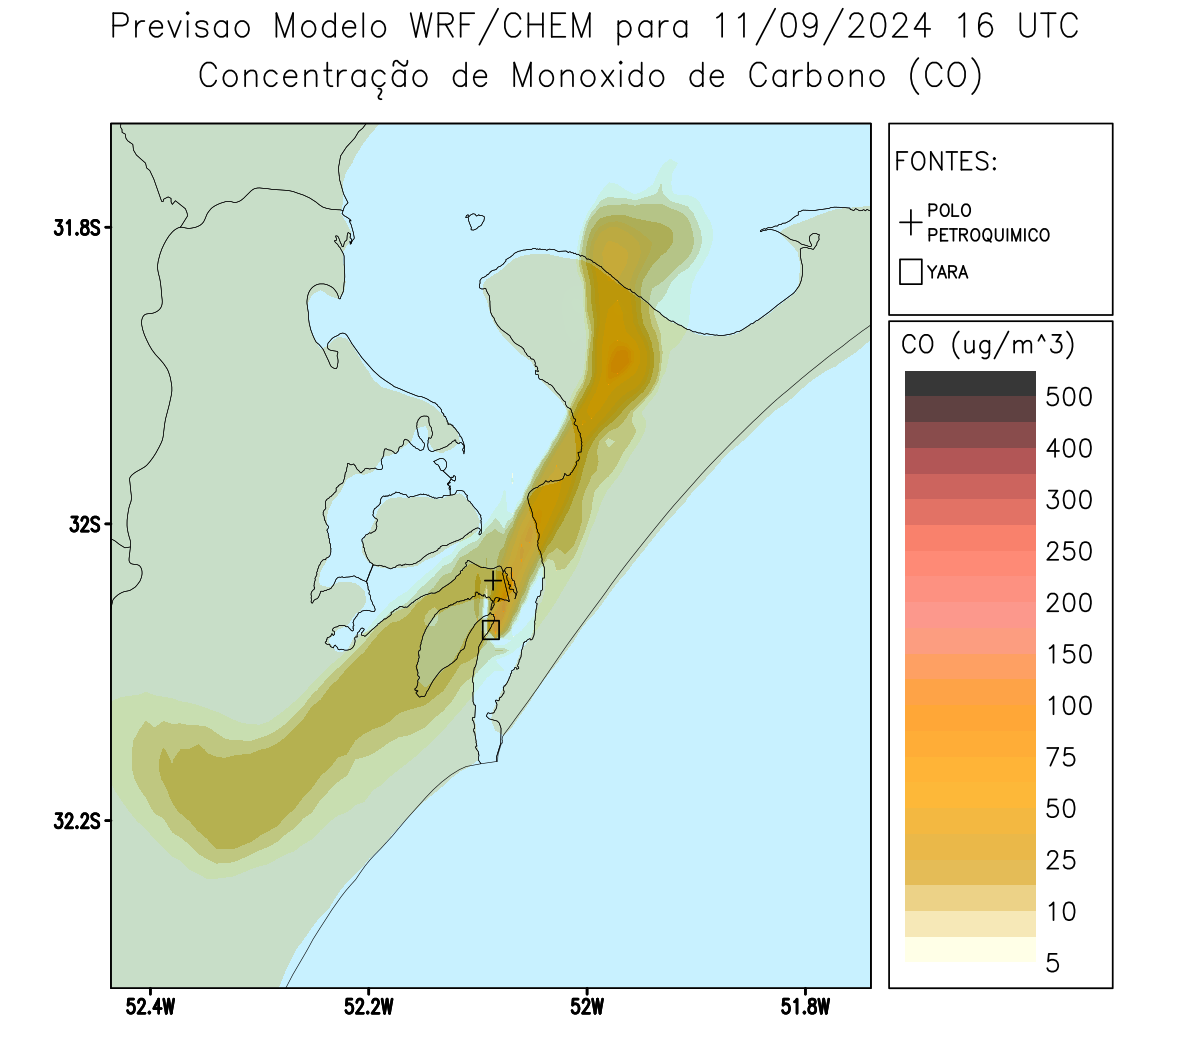 Previsao Modelo WRF/CHEM para 11/09/2024 16 UTC
Concentração de Monoxido de Carbono (CO)
FONTES:
POLO
PETROQUIMICO
YARA
CO (ug/m^3)
500
400
300
250
200
150
100
75
50
25
10
5
31.8S
32S
32.2S
52.4W
52.2W
52W
51.8W